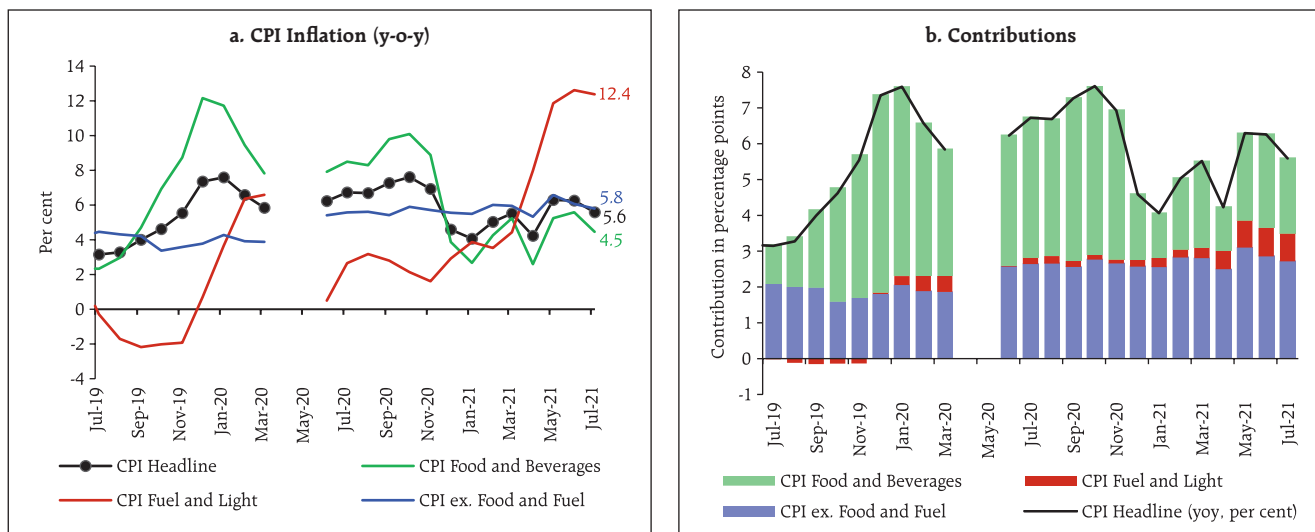 a. CPI Inflation (y-o-y)
Per cent
14
12
10
8
6
4
2
0
-2
-4
12.4
5.8
5.6
4.5
Jul-19
Sep-19
Nov-19
Jan-20
Mar-20
May-20
Jul-20
Sep-20
Nov-20
Jan-21
Mar-21
May-21
Jul-21
CPI Headline
CPI Food and Beverages
CPI Fuel and Light
CPI ex. Food and Fuel
b. Contributions
Contribution in percentage points
8
7
6
5
4
3
2
1
0
-1
Jul-19
Sep-19
Nov-19
Jan-20
Mar-20
May-20
Jul-20
Sep-20
Nov-20
Jan-21
Mar-21
May-21
Jul-21
CPI Food and Beverages
CPI Fuel and Light
CPI ex. Food and Fuel
CPI Headline (yoy, per cent)